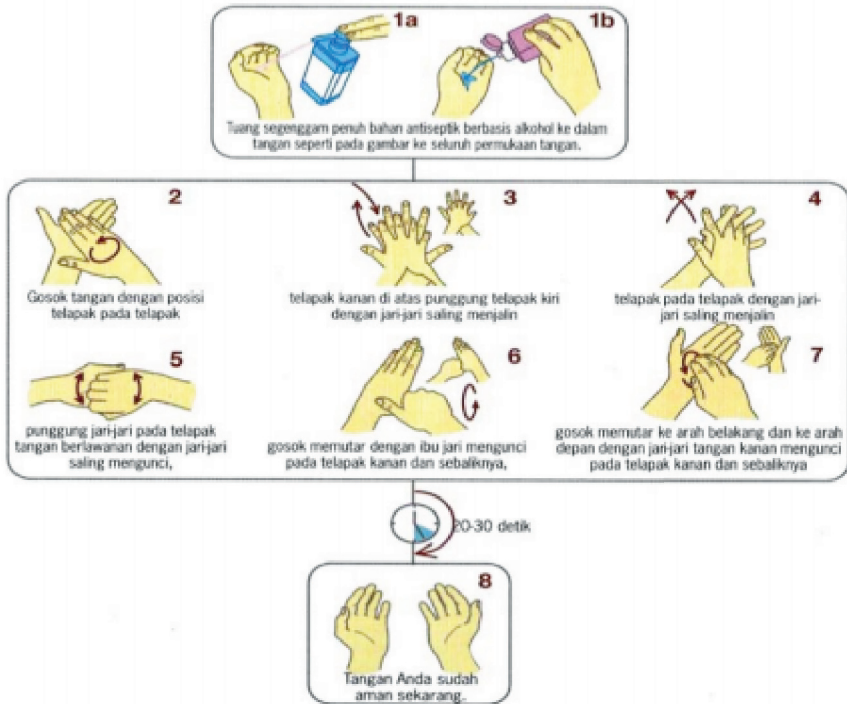 1a
1b
Tuang segenggam penuh bahan antiseptik berbasis alkohol ke dalam
tangan seperti pada gambar ke seluruh permukaan tangan.
2
Gosok tangan dengan posisi
telapak pada telapak
3
telapak kanan di atas punggung telapak kiri
dengan jari-jari saling menjalin
4
telapak pada telapak dengan jari-
jari saling menjalin
5
punggung jari-jari pada telapak
tangan berlawanan dengan jari-jari
saling mengunci,
6
gosok memutar dengan ibu jari mengunci
pada telapak kanan dan sebaliknya,
7
gosok memutar ke arah belakang dan ke arah
depan dengan jari-jari tangan kanan mengunci
pada telapak kanan dan sebaliknya
20-30 detik
8
Tangan Anda sudah
aman sekarang.